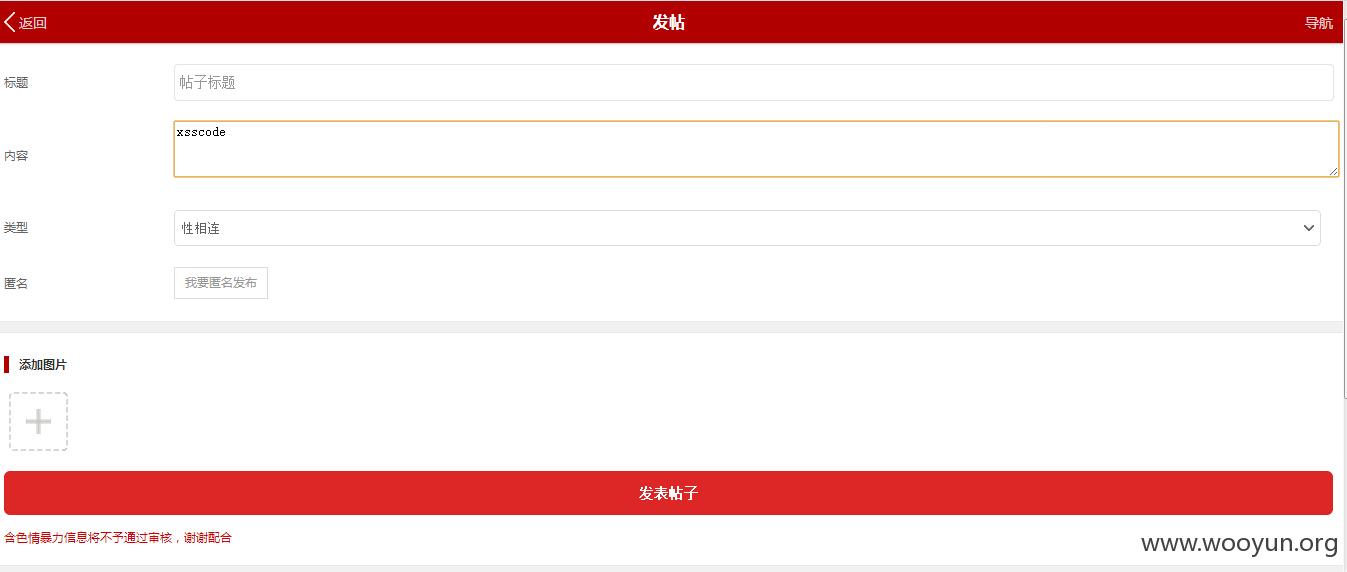 返回
发帖
导航
标题
帖子标题
内容
xsscode
类型
性相连
匿名
我要匿名发布
添加图片
发表帖子
含色情暴力信息将不予通过审核，谢谢配合
www.wooyun.org